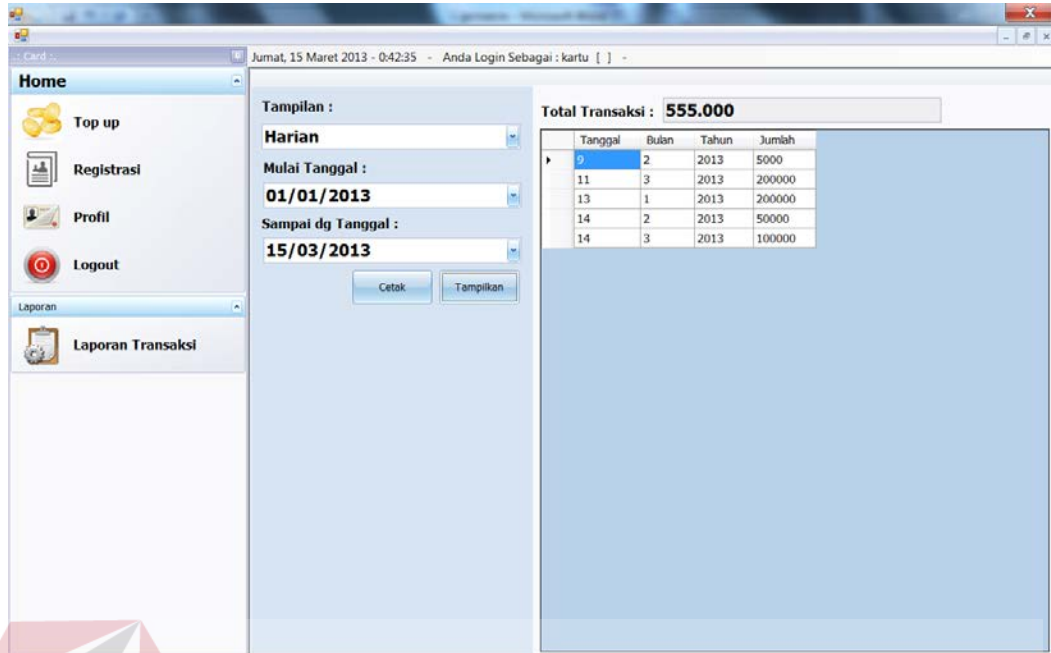 .: Card :.
Jumat, 15 Maret 2013 - 0:42:35 - Anda Login Sebagai : kartu [ ] -
Home
Top up
Registrasi
Profil
Logout
Laporan
Laporan Transaksi
Tampilan :
Harian
Mulai Tanggal :
01/01/2013
Sampai dg Tanggal :
15/03/2013
Cetak Tampilkan
Total Transaksi : 555.000
Tanggal Bulan Tahun Jumlah
9 2 2013 5000
11 3 2013 200000
13 1 2013 200000
14 2 2013 50000
14 3 2013 100000